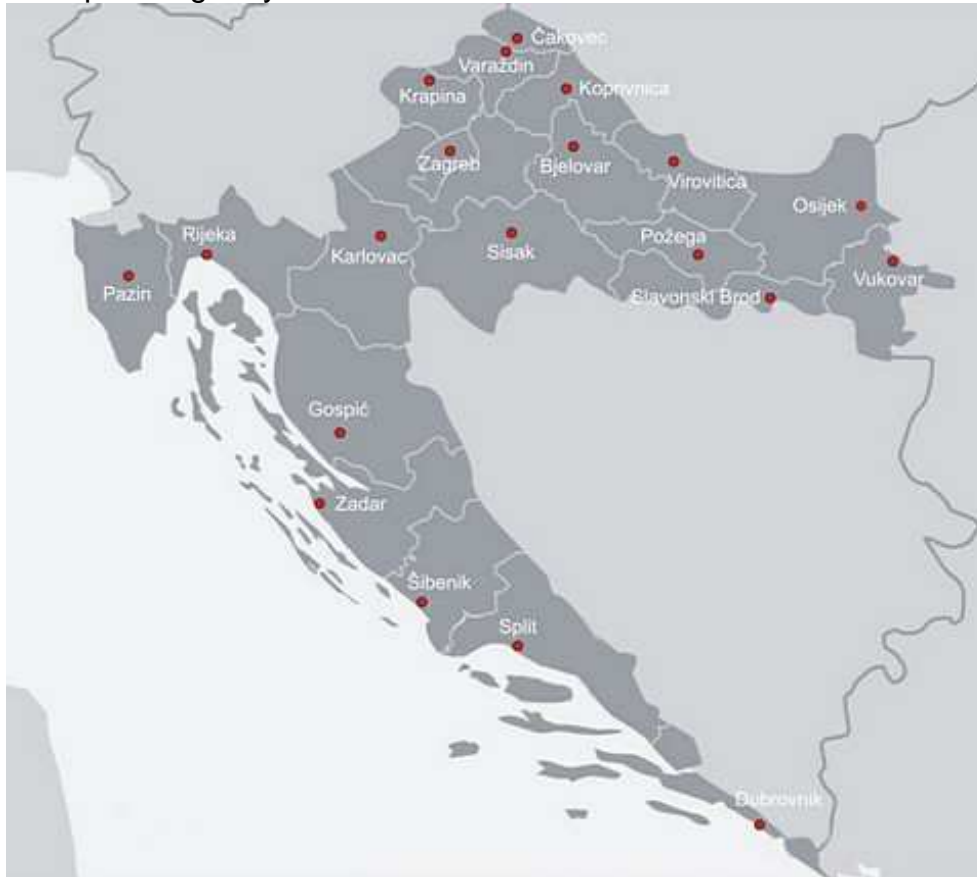 Čakovec
Varaždin
Krapina
Koprivnica
Zagreb
Bjelovar
Virovitica
Osijek
Rijeka
Karlovac
Sisak
Požega
Vukovar
Pazin
Slavonski Brod
Gospić
Zadar
Šibenik
Split
Dubrovnik